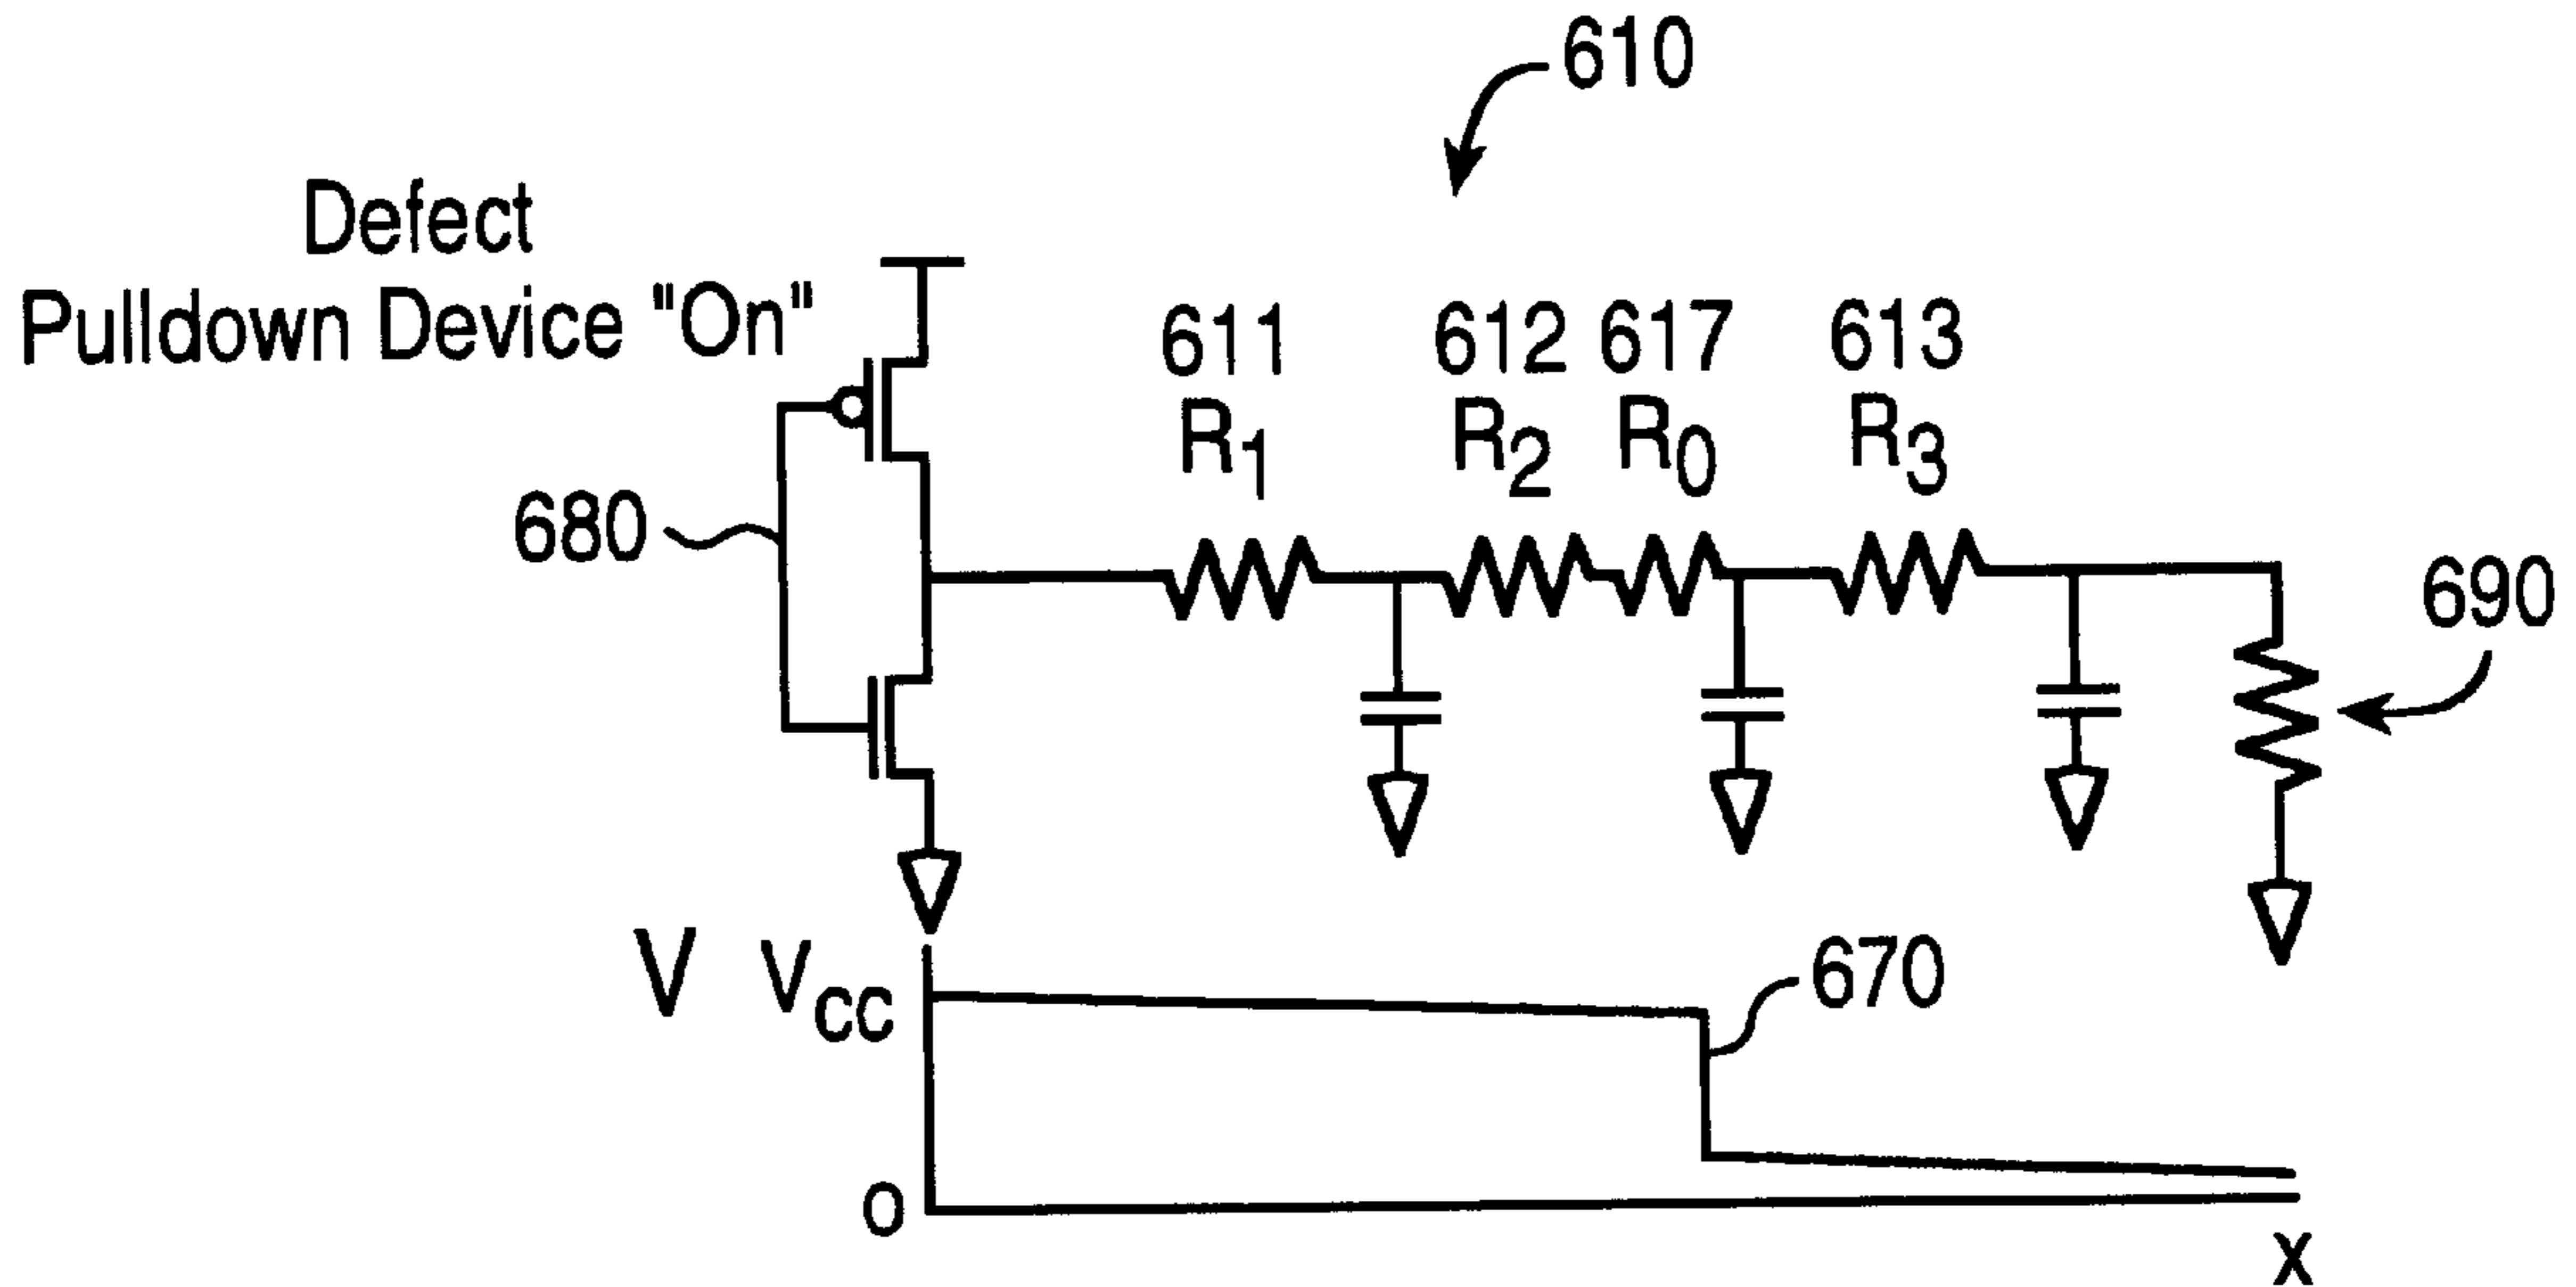 610
Defect
Pulldown Device "On"
611 612 617 613
R1 R2 R0 R3
680
690
V VCC
670
0
X